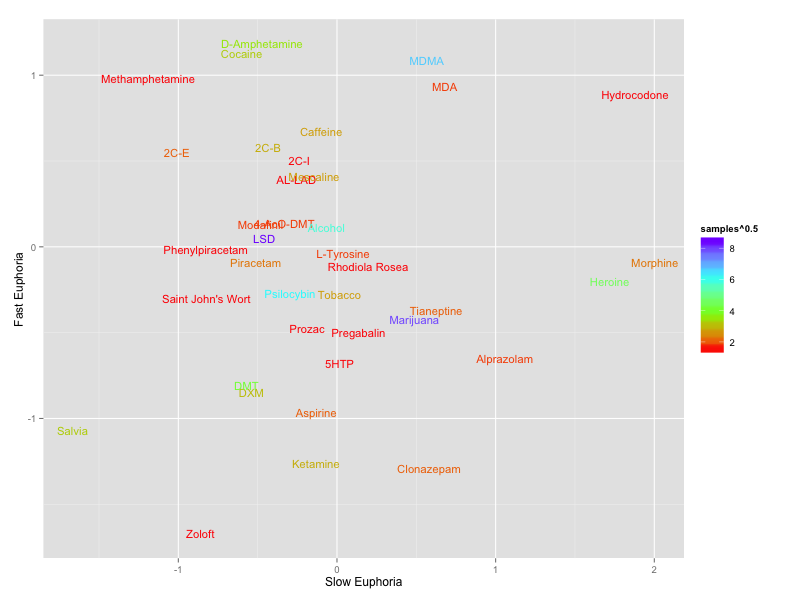 D-Amphetamine
Cocaine
MDMA
1
Methamphetamine
MDA
Hydrocodone
Caffeine
2C-B
2C-E
2C-I
Mescaline
AL-LAD
4-AcO-DMT
Modafinil
Alcohol
samples^0.5
LSD
0
Phenylpiracetam
8
L-Tyrosine
Piracetam
Rhodiola Rosea
Morphine
Fast Euphoria
Heroine
6
Psilocybin
Tobacco
Saint John's Wort
Tianeptine
4
Marijuana
Prozac
Pregabalin
2
Alprazolam
5HTP
DMT
DXM
Aspirine
-1
Salvia
Ketamine
Clonazepam
Zoloft
-1
0
1
2
Slow Euphoria